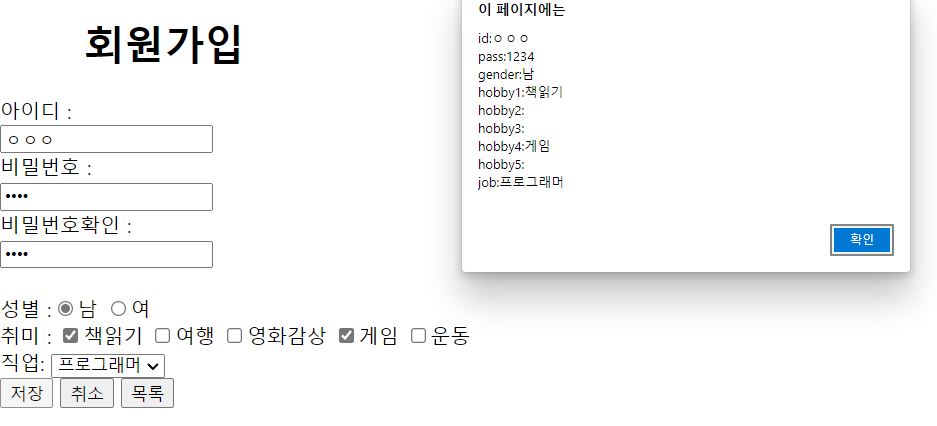 회원가입
아이디 :
ㅇㅇㅇ
비밀번호 :
••••
비밀번호확인 :
••••
성별 : 남 여
취미 : 책읽기 여행 영화감상 게임 운동
직업: 프로그래머
저장 취소 목록
이 페이지에는
id:ㅇㅇㅇ
pass:1234
gender:남
hobby1:책읽기
hobby2:
hobby3:
hobby4:게임
hobby5:
job:프로그래머
확인